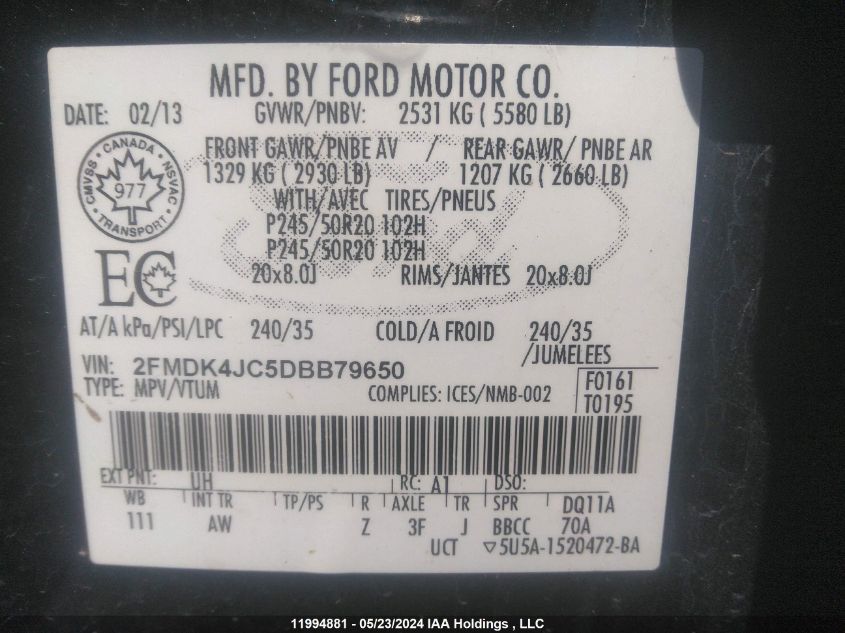 MFD. BY FORD MOTOR CO.
DATE: 02/13 GVWR/PNBV: 2531 KG ( 5580 LB)
FRONT GAWR/PNBE AV / REAR GAWR/ PNBE AR
1329 KG ( 2930 LB) 1207 KG ( 2660 LB)
WITH/AVEC TIRES/PNEUS
P245/50R20 102H
P245/50R20 102H
20x8.0J RIMS/JANTES 20x8.0J
CANADA
CMVSS NSVAC
977
TRANSPORT
EC
Ford
AT/A kPa/PSI/LPC 240/35 COLD/A FROID 240/35
/JUMELEES
VIN: 2FMDK4JC5DBB79650
TYPE: MPV/VTUM COMPLIES: ICES/NMB-002
F0161
T0195
EXT PNT: UH RC: A1 DSO:
WB INT TR TP/PS R AXLE TR SPR DQ11A
111 AW Z 3F J BBCC 70A
UCT ▽5U5A-1520472-BA
11994881 - 05/23/2024 IAA Holdings , LLC